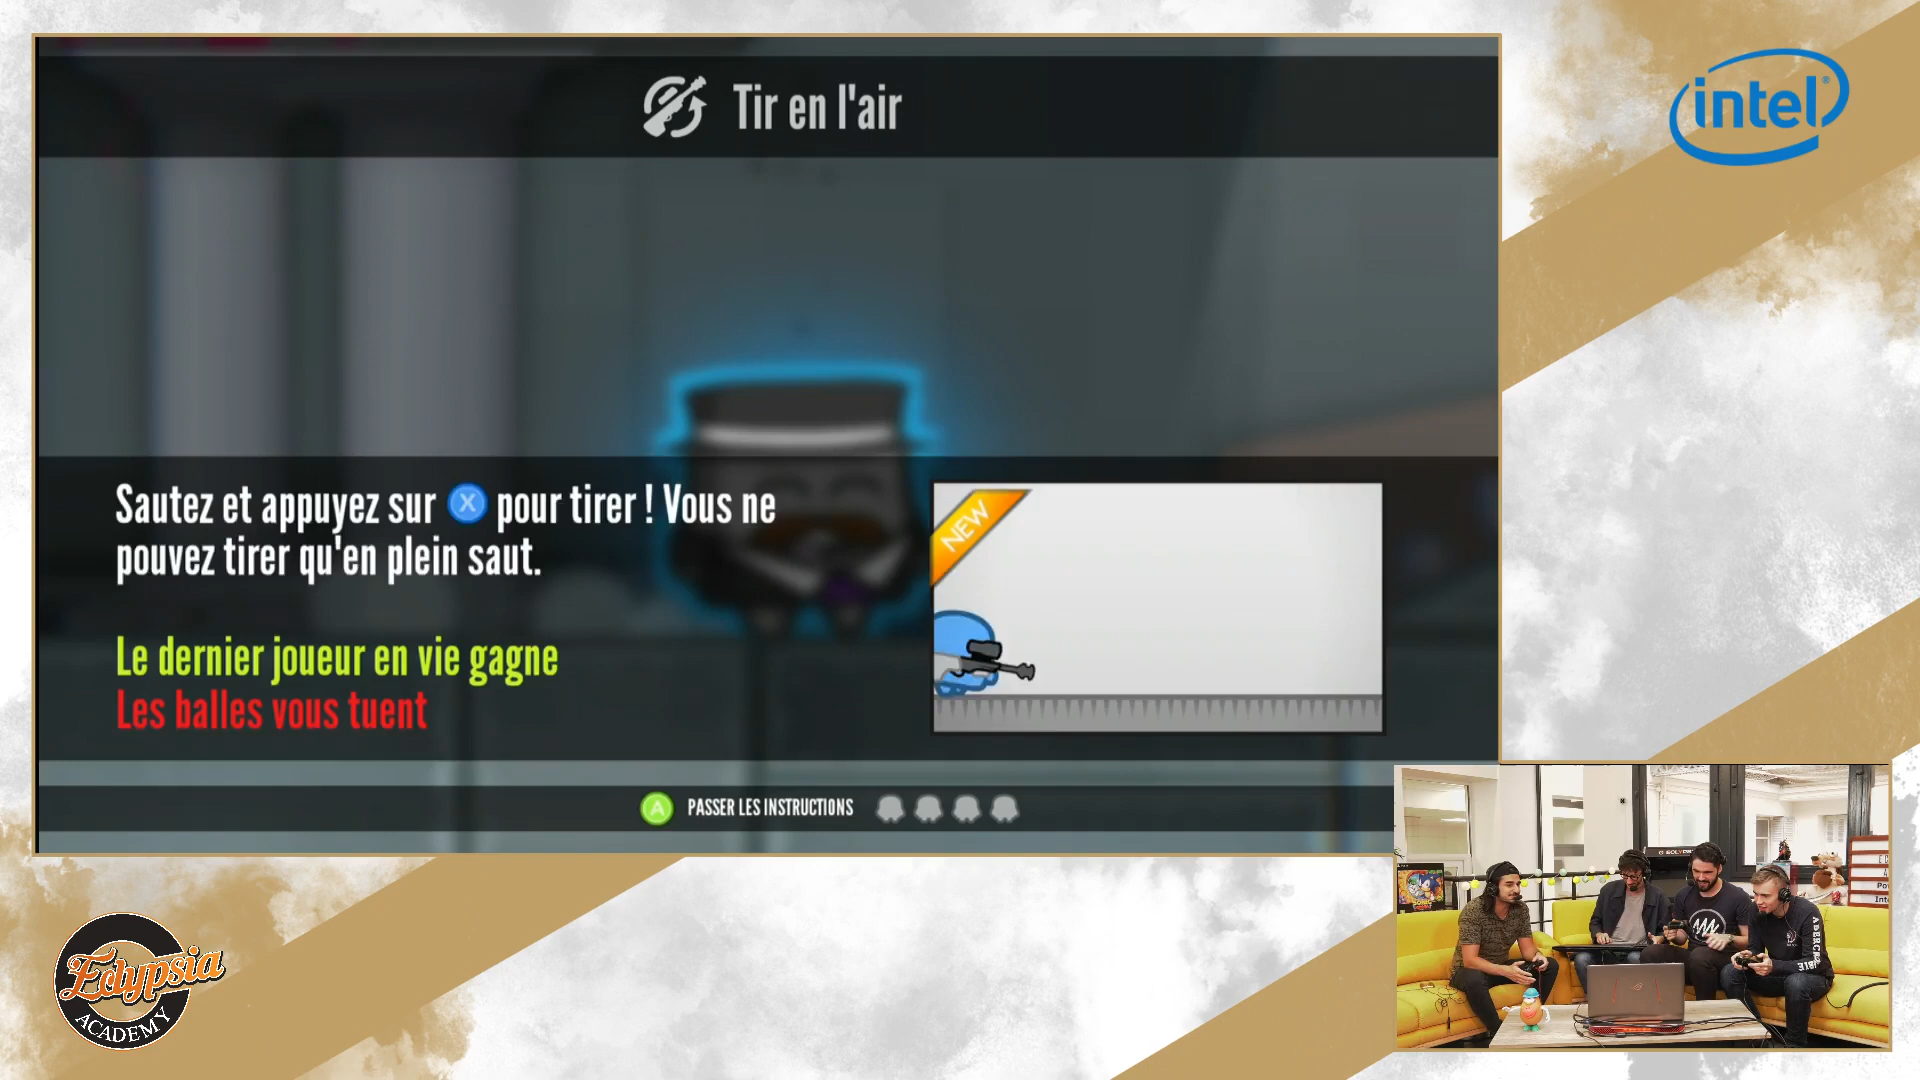 Tir en l'air
intel
Sautez et appuyez sur X pour tirer ! Vous ne
pouvez tirer qu'en plein saut.
NEW
Le dernier joueur en vie gagne
Les balles vous tuent
A PASSER LES INSTRUCTIONS
Eclypsia
ACADEMY